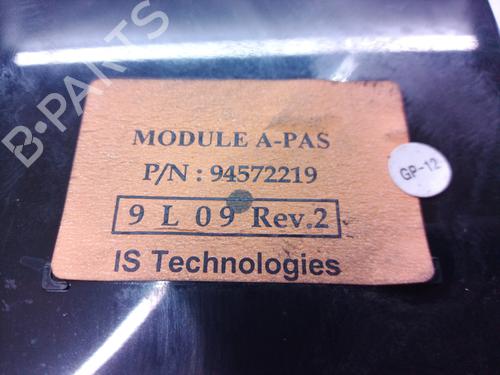 B-PARTS
MODULE A-PAS
P/N : 94572219
GP-12
9 L 09 Rev.2
IS Technologies